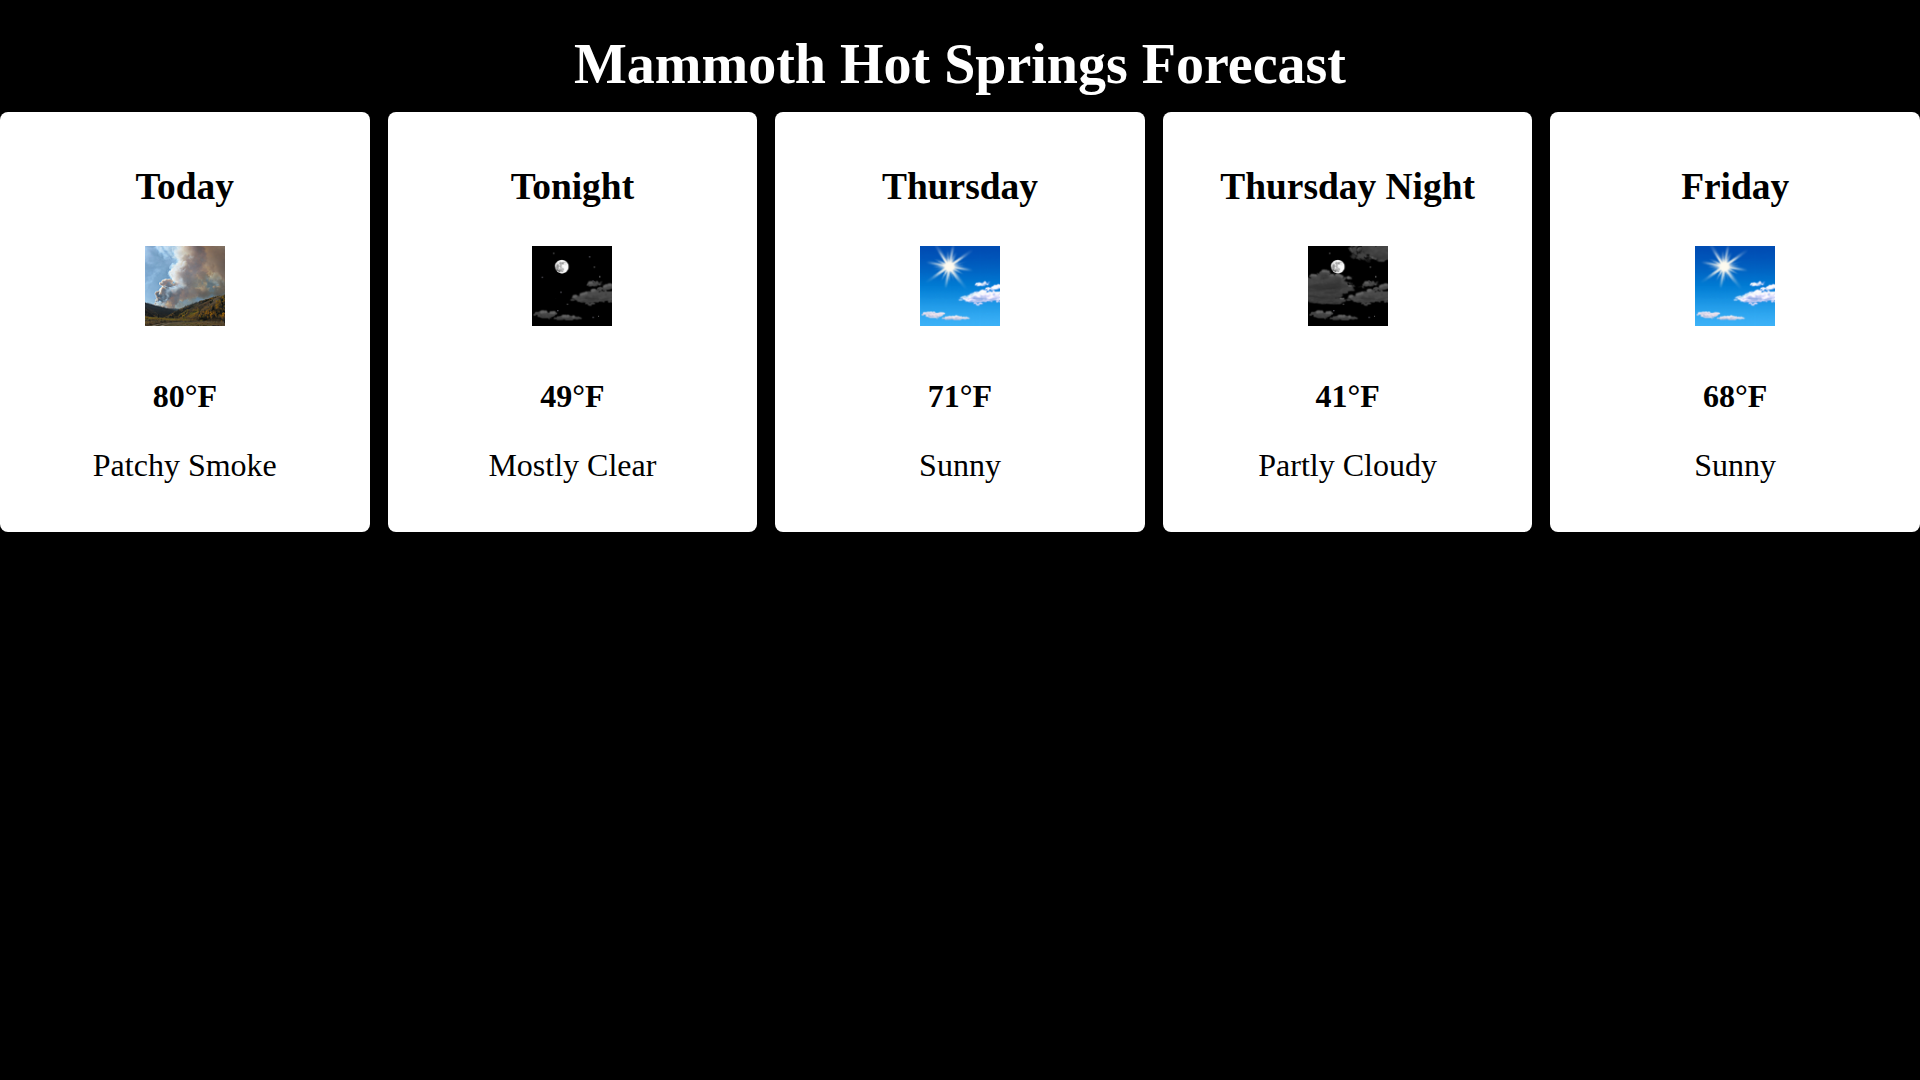 Mammoth Hot Springs Forecast
Today
80°F
Patchy Smoke
Tonight
49°F
Mostly Clear
Thursday
71°F
Sunny
Thursday Night
41°F
Partly Cloudy
Friday
68°F
Sunny